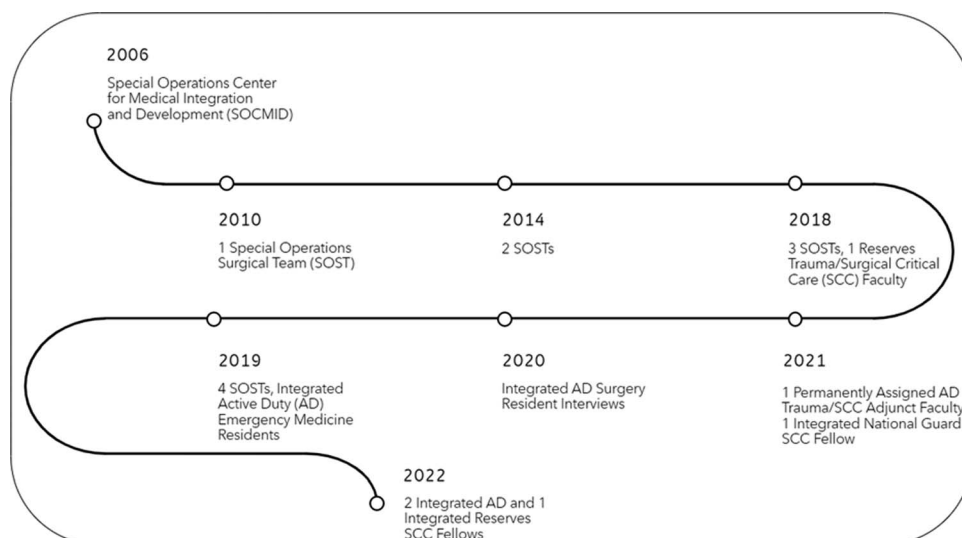 2006
Special Operations Center
for Medical Integration
and Development (SOCMID)
2010
1 Special Operations
Surgical Team (SOST)
2014
2 SOSTs
2018
3 SOSTs, 1 Reserves
Trauma/Surgical Critical
Care (SCC) Faculty
2019
4 SOSTs, Integrated
Active Duty (AD)
Emergency Medicine
Residents
2020
Integrated AD Surgery
Resident Interviews
2021
1 Permanently Assigned AD
Trauma/SCC Adjunct Faculty
1 Integrated National Guard
SCC Fellow
2022
2 Integrated AD and 1
Integrated Reserves
SCC Fellows